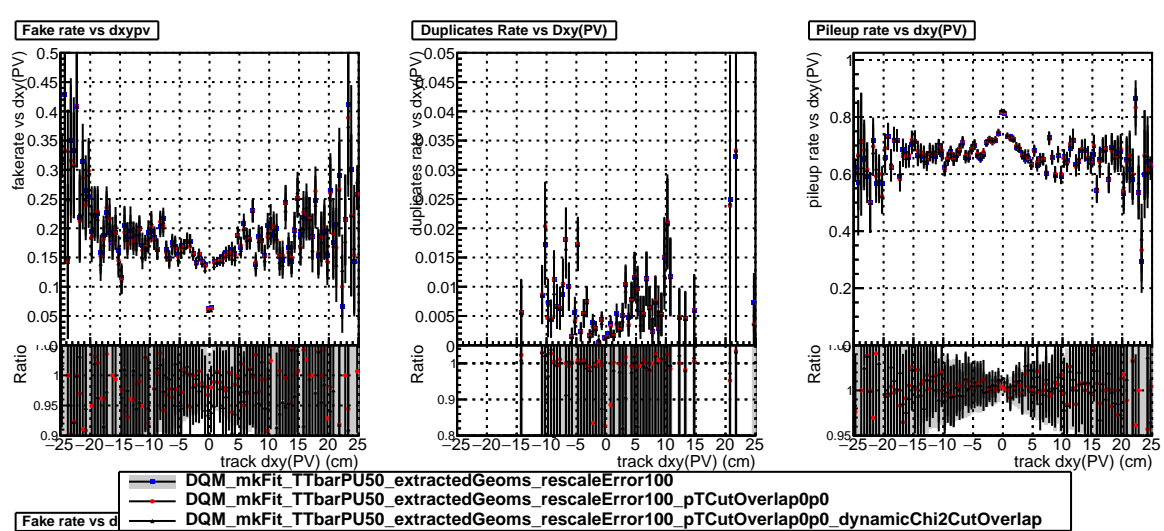 Fake rate vs dxypv
Duplicates Rate vs Dxy(PV)
Pileup rate vs dxy(PV)
fakerate vs dxy(PV)
0.5
0.45
0.4
0.35
0.3
0.25
0.2
0.15
0.1
0.05
duplicates rate vs dxy(PV)
0.05
0.045
0.04
0.035
0.03
0.025
0.02
0.015
0.01
0.005
0
pileup rate vs dxy(PV)
1
0.8
0.6
0.4
0.2
0
Ratio
1
0.95
0.9
Ratio
1
0.9
0.8
Ratio
1
0.95
−25 −20 −15 −10 −5 0 5 10 15 20 25
−25 −20 −15 −10 −5 0 5 10 15 20 25
−25 −20 −15 −10 −5 0 5 10 15 20 25
track dxy(PV) (cm)
track dxy(PV) (cm)
track dxy(PV) (cm)
DQM_mkFit_TTbarPU50_extractedGeoms_rescaleError100
DQM_mkFit_TTbarPU50_extractedGeoms_rescaleError100_pTCutOverlap0p0
DQM_mkFit_TTbarPU50_extractedGeoms_rescaleError100_pTCutOverlap0p0_dynamicChi2CutOverlap
Fake rate vs d